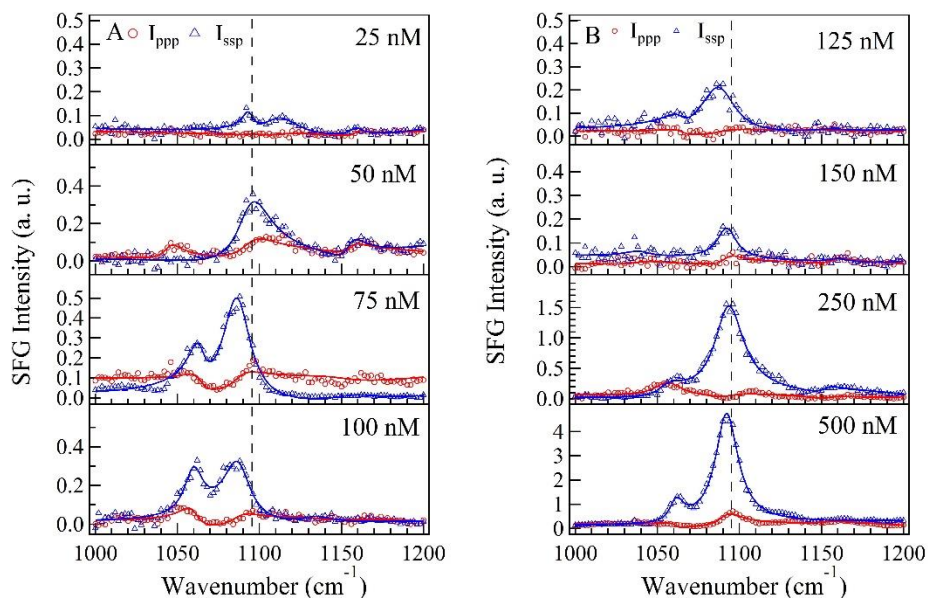 A I_ppp I_ssp
25 nM
0.5
0.4
0.3
0.2
0.1
0.0
50 nM
0.4
0.2
0.0
75 nM
0.5
0.4
0.3
0.2
0.1
0.0
100 nM
0.4
0.2
0.0
1000 1050 1100 1150 1200
Wavenumber (cm⁻¹)
SFG Intensity (a. u.)
B I_ppp I_ssp
125 nM
0.5
0.4
0.3
0.2
0.1
0.0
150 nM
0.4
0.3
0.2
0.1
0.0
250 nM
1.5
1.0
0.5
0.0
500 nM
4
2
0
1000 1050 1100 1150 1200
Wavenumber (cm⁻¹)
SFG Intensity (a. u.)